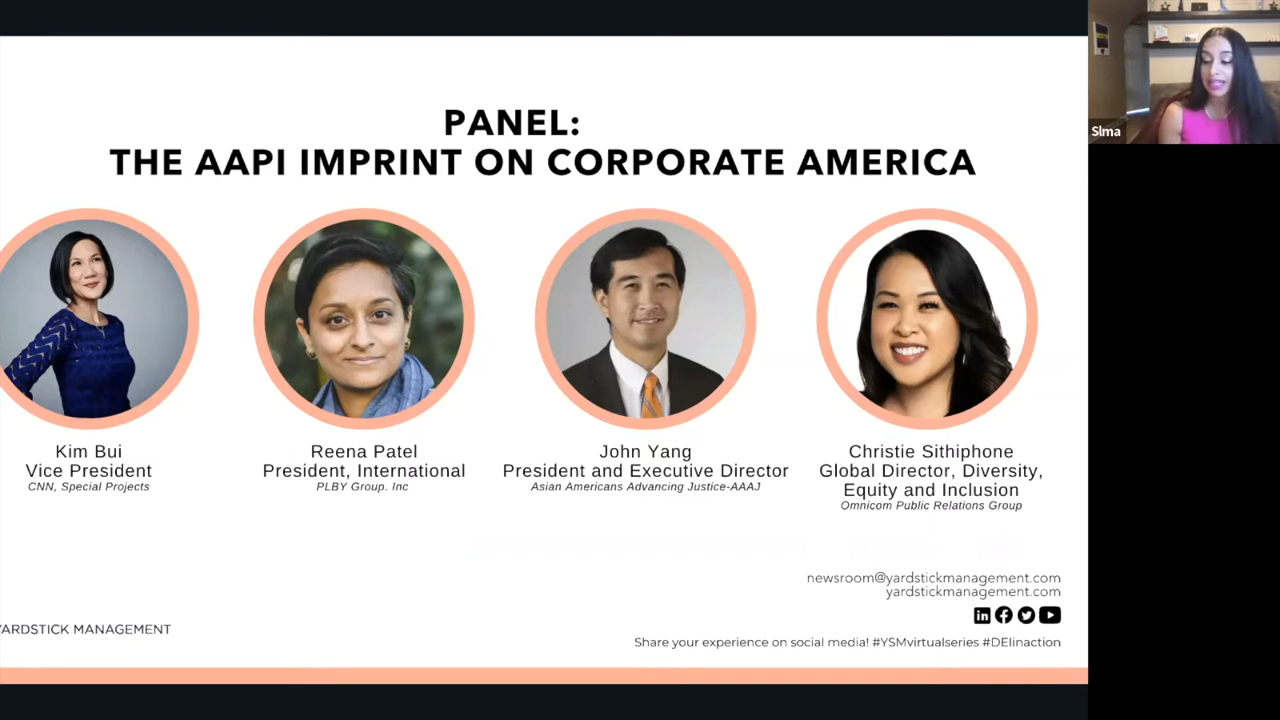 PANEL:
THE AAPI IMPRINT ON CORPORATE AMERICA
Slma
Kim Bui
Vice President
CNN, Special Projects
Reena Patel
President, International
PLBY Group. Inc
John Yang
President and Executive Director
Asian Americans Advancing Justice-AAAJ
Christie Sithiphone
Global Director, Diversity,
Equity and Inclusion
Omnicom Public Relations Group
newsroom@yardstickmanagement.com
yardstickmanagement.com
YARDSTICK MANAGEMENT
Share your experience on social media! #YSMvirtualseries #DEIinaction